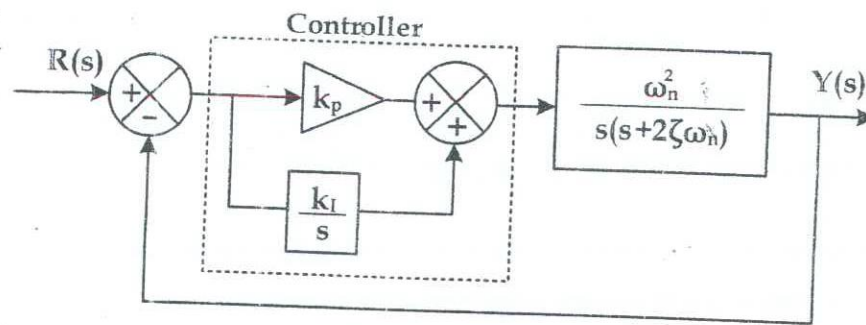 Controller
R(s)
+
-
k_p
+
+
ω_n^2
s(s+2ζω_n)
Y(s)
k_I
s